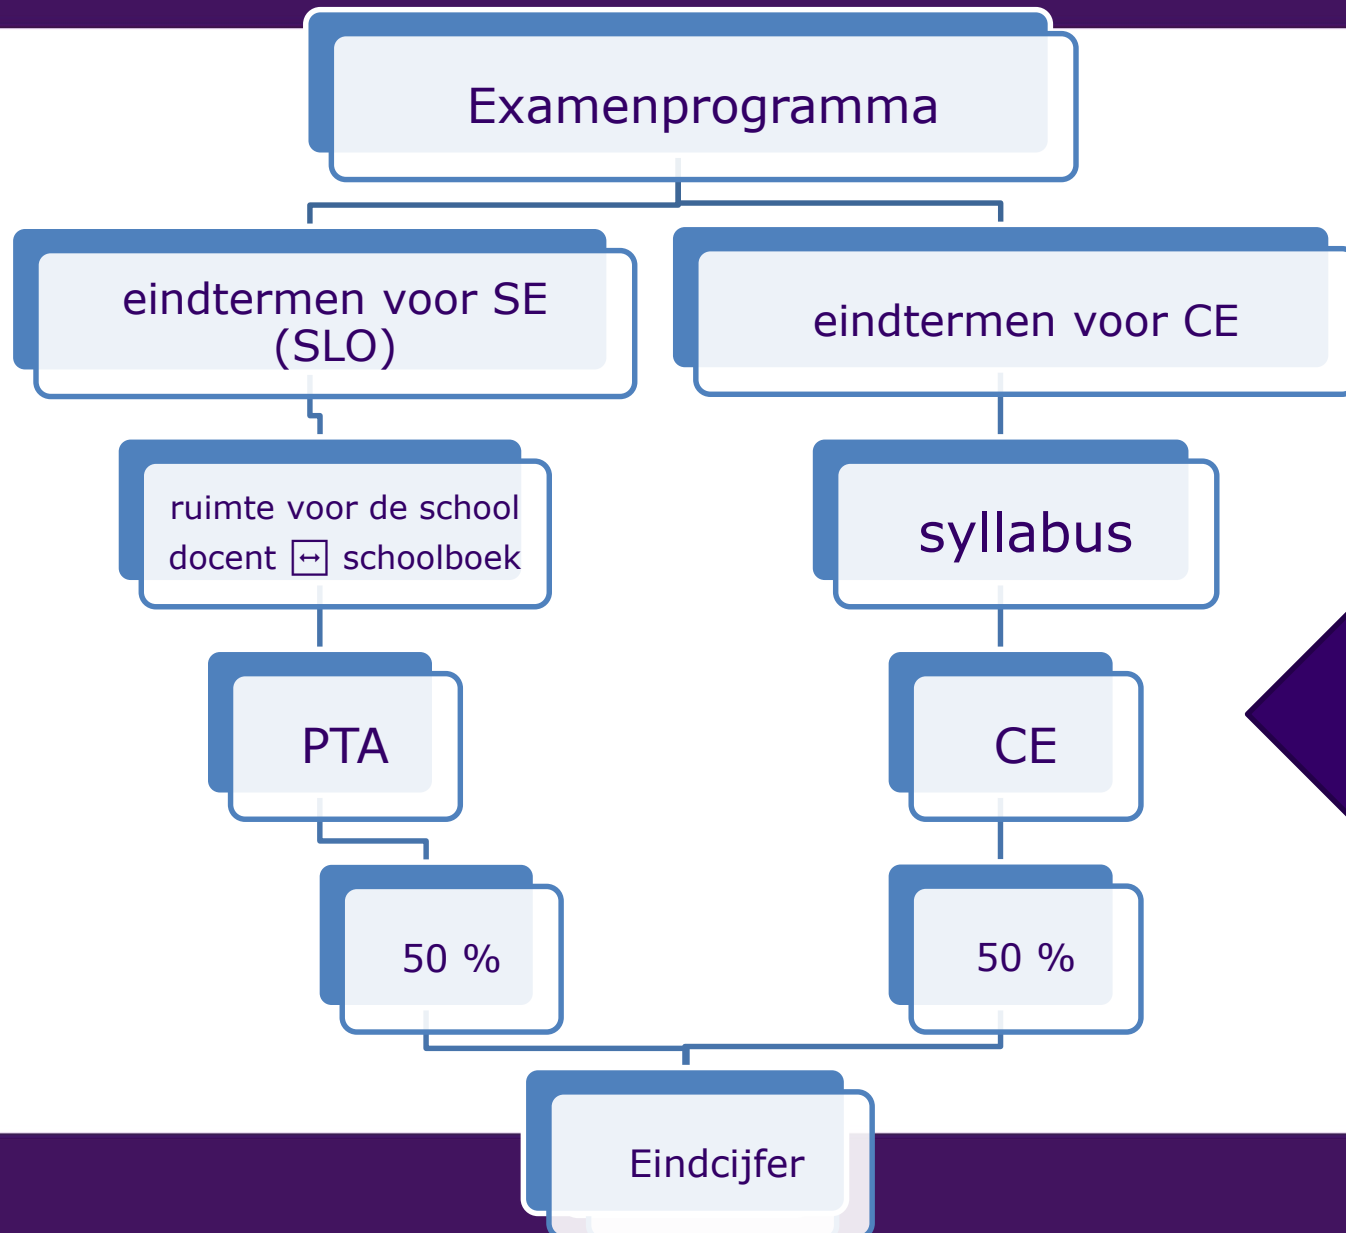 Examenprogramma
eindtermen voor SE
(SLO)
eindtermen voor CE
ruimte voor de school
docent ↔ schoolboek
syllabus
PTA
CE
50 %
50 %
Eindcijfer